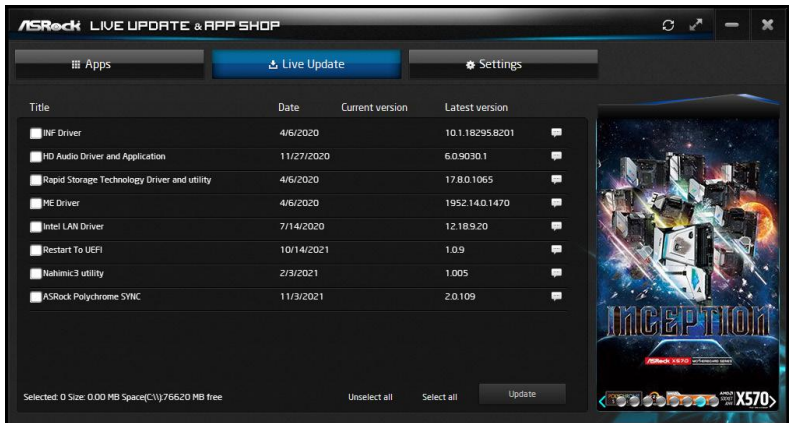 ASRock LIVE UPDATE & APP SHOP
Apps Live Update Settings
Title Date Current version Latest version
INF Driver 4/6/2020 10.1.18295.8201
HD Audio Driver and Application 11/27/2020 6.0.9030.1
Rapid Storage Technology Driver and utility 4/6/2020 17.8.0.1065
ME Driver 4/6/2020 1952.14.0.1470
Intel LAN Driver 7/14/2020 12.18.9.20
Restart To UEFI 10/14/2021 1.0.9
Nahimic3 utility 2/3/2021 1.005
ASRock Polychrome SYNC 11/3/2021 2.0.109
INCEPTION
ASRock X570 MOTHERBOARD SERIES
Selected: 0 Size: 0.00 MB Space(C:\\):76620 MB free Unselect all Select all Update
AMD X570